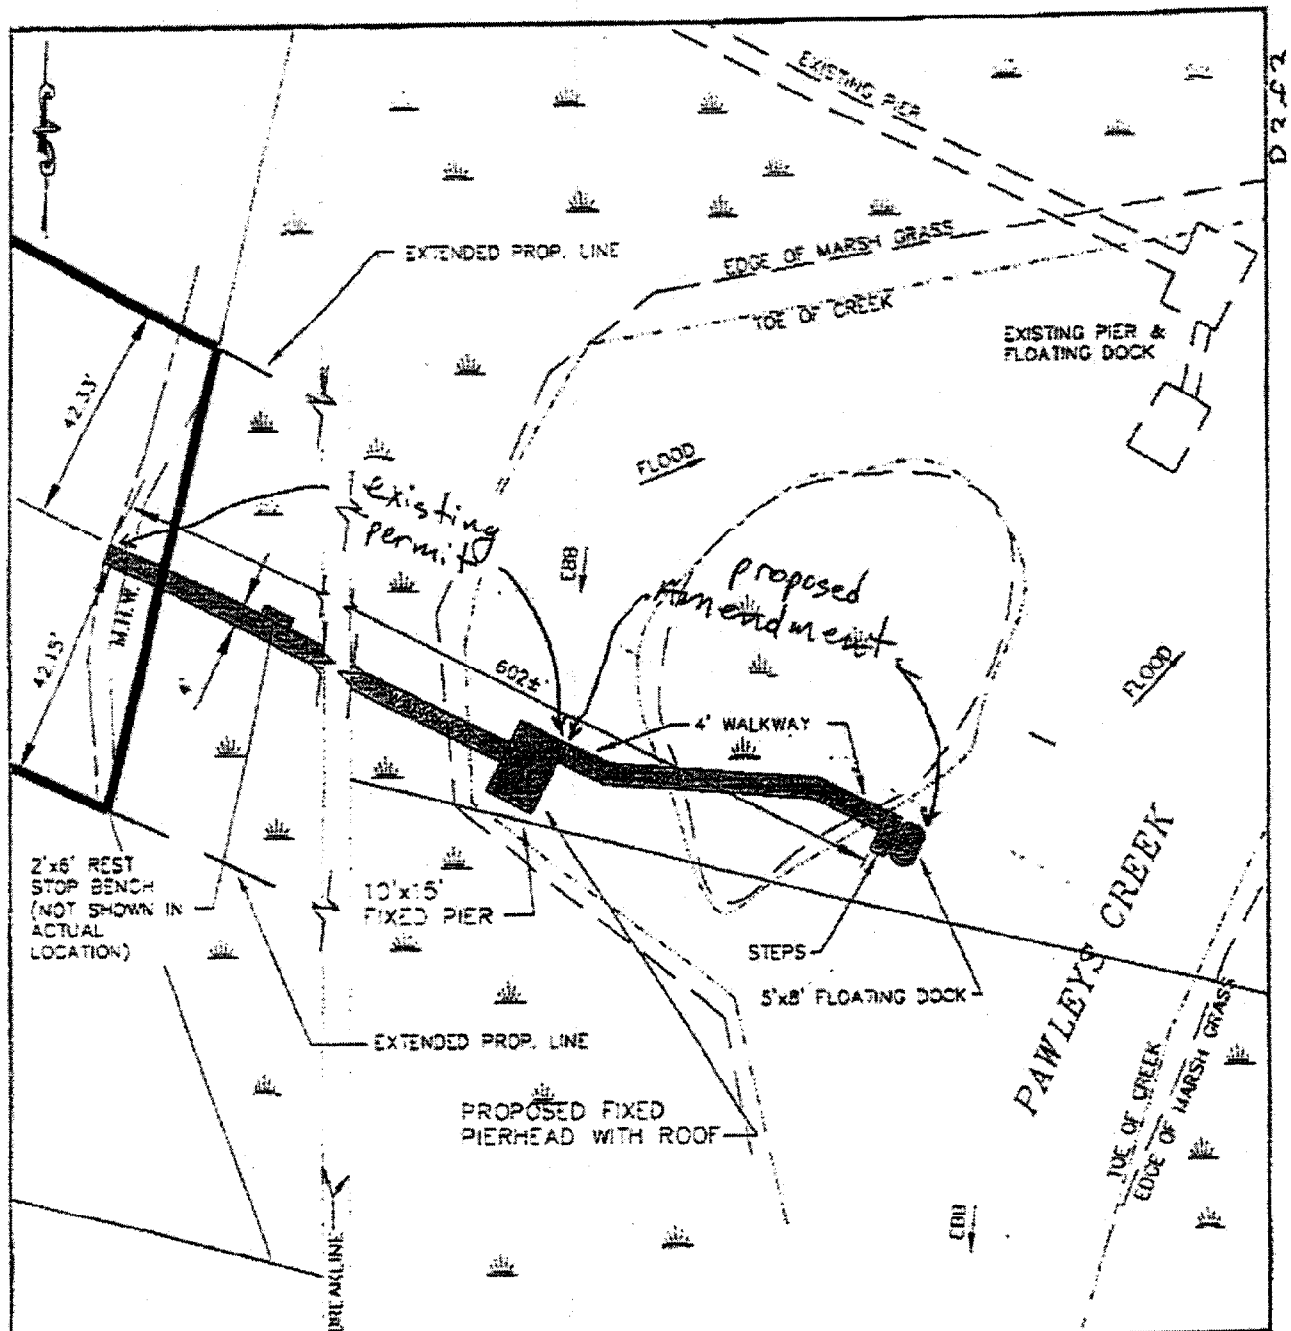 EXISTING PIER
D 2 of 2
EXTENDED PROP. LINE
EDGE OF MARSH GRASS
TOE OF CREEK
EXISTING PIER &
FLOATING DOCK
42.33'
FLOOD
existing
permit
EBB
proposed
Amendment
M.H.W.
42.15'
4'
602±'
FLOOD
4' WALKWAY
2'x6' REST
STOP BENCH
(NOT SHOWN IN
ACTUAL
LOCATION)
10'x15'
FIXED PIER
STEPS
5'x8' FLOATING DOCK
PAWLEYS CREEK
EXTENDED PROP. LINE
PROPOSED FIXED
PIERHEAD WITH ROOF
TOE OF CREEK
EDGE OF MARSH GRASS
EBB
BREAKLINE